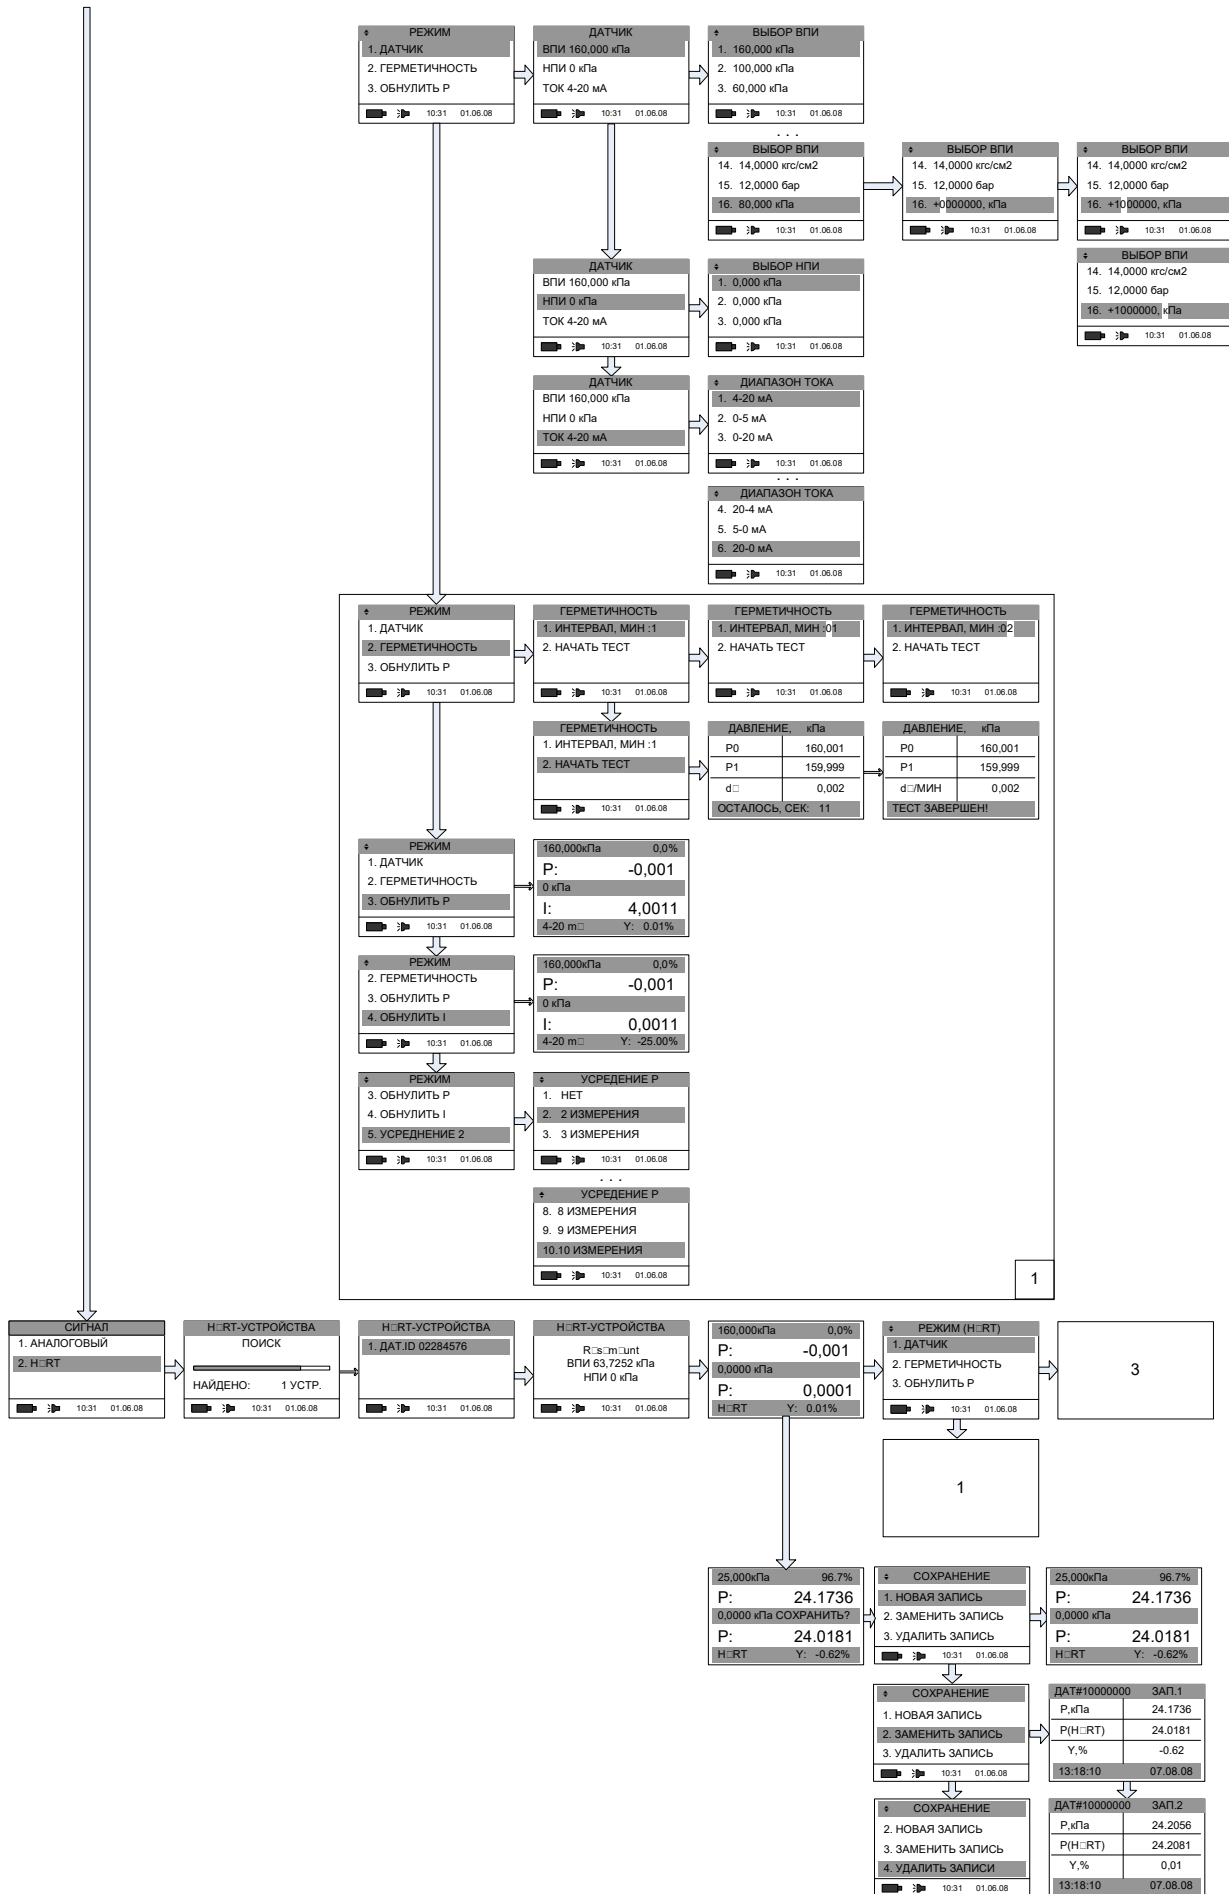 РЕЖИМ
1. ДАТЧИК
2. ГЕРМЕТИЧНОСТЬ
3. ОБНУЛИТЬ Р
10:31 01.06.08
ДАТЧИК
ВПИ 160,000 кПа
НПИ 0 кПа
ТОК 4-20 мА
10:31 01.06.08
ВЫБОР ВПИ
1. 160,000 кПа
2. 100,000 кПа
3. 60,000 кПа
10:31 01.06.08
. . .
ВЫБОР ВПИ
14. 14,0000 кгс/см2
15. 12,0000 бар
16. 80,000 кПа
10:31 01.06.08
ВЫБОР ВПИ
14. 14,0000 кгс/см2
15. 12,0000 бар
16. +0000000, кПа
10:31 01.06.08
ВЫБОР ВПИ
14. 14,0000 кгс/см2
15. 12,0000 бар
16. +1000000, кПа
10:31 01.06.08
ВЫБОР ВПИ
14. 14,0000 кгс/см2
15. 12,0000 бар
16. +1000000, кПа
10:31 01.06.08
ДАТЧИК
ВПИ 160,000 кПа
НПИ 0 кПа
ТОК 4-20 мА
10:31 01.06.08
ВЫБОР НПИ
1. 0,000 кПа
2. 0,000 кПа
3. 0,000 кПа
10:31 01.06.08
ДАТЧИК
ВПИ 160,000 кПа
НПИ 0 кПа
ТОК 4-20 мА
10:31 01.06.08
ДИАПАЗОН ТОКА
1. 4-20 мА
2. 0-5 мА
3. 0-20 мА
10:31 01.06.08
. . .
ДИАПАЗОН ТОКА
4. 20-4 мА
5. 5-0 мА
6. 20-0 мА
10:31 01.06.08
РЕЖИМ
1. ДАТЧИК
2. ГЕРМЕТИЧНОСТЬ
3. ОБНУЛИТЬ Р
10:31 01.06.08
ГЕРМЕТИЧНОСТЬ
1. ИНТЕРВАЛ, МИН :1
2. НАЧАТЬ ТЕСТ
10:31 01.06.08
ГЕРМЕТИЧНОСТЬ
1. ИНТЕРВАЛ, МИН :01
2. НАЧАТЬ ТЕСТ
10:31 01.06.08
ГЕРМЕТИЧНОСТЬ
1. ИНТЕРВАЛ, МИН :02
2. НАЧАТЬ ТЕСТ
10:31 01.06.08
ГЕРМЕТИЧНОСТЬ
1. ИНТЕРВАЛ, МИН :1
2. НАЧАТЬ ТЕСТ
10:31 01.06.08
ДАВЛЕНИЕ, кПа
P0 160,001
P1 159,999
d□ 0,002
ОСТАЛОСЬ, СЕК: 11
ДАВЛЕНИЕ, кПа
P0 160,001
P1 159,999
d□/МИН 0,002
ТЕСТ ЗАВЕРШЕН!
РЕЖИМ
1. ДАТЧИК
2. ГЕРМЕТИЧНОСТЬ
3. ОБНУЛИТЬ Р
10:31 01.06.08
160,000кПа 0,0%
P: -0,001
0 кПа
I: 4,0011
4-20 m□ Y: 0.01%
РЕЖИМ
2. ГЕРМЕТИЧНОСТЬ
3. ОБНУЛИТЬ Р
4. ОБНУЛИТЬ I
10:31 01.06.08
160,000кПа 0,0%
P: -0,001
0 кПа
I: 0,0011
4-20 m□ Y: -25.00%
РЕЖИМ
3. ОБНУЛИТЬ Р
4. ОБНУЛИТЬ I
5. УСРЕДНЕНИЕ 2
10:31 01.06.08
УСРЕДЕНИЕ Р
1. НЕТ
2. 2 ИЗМЕРЕНИЯ
3. 3 ИЗМЕРЕНИЯ
10:31 01.06.08
. . .
УСРЕДЕНИЕ Р
8. 8 ИЗМЕРЕНИЯ
9. 9 ИЗМЕРЕНИЯ
10.10 ИЗМЕРЕНИЯ
10:31 01.06.08
1
СИГНАЛ
1. АНАЛОГОВЫЙ
2. H□RT
10:31 01.06.08
H□RT-УСТРОЙСТВА
ПОИСК
НАЙДЕНО: 1 УСТР.
10:31 01.06.08
H□RT-УСТРОЙСТВА
1. ДАТ.ID 02284576
10:31 01.06.08
H□RT-УСТРОЙСТВА
R□s□m□unt
ВПИ 63,7252 кПа
НПИ 0 кПа
10:31 01.06.08
160,000кПа 0,0%
P: -0,001
0,0000 кПа
P: 0,0001
H□RT Y: 0.01%
РЕЖИМ (H□RT)
1. ДАТЧИК
2. ГЕРМЕТИЧНОСТЬ
3. ОБНУЛИТЬ Р
10:31 01.06.08
3
1
25,000кПа 96.7%
P: 24.1736
0,0000 кПа СОХРАНИТЬ?
P: 24.0181
H□RT Y: -0.62%
СОХРАНЕНИЕ
1. НОВАЯ ЗАПИСЬ
2. ЗАМЕНИТЬ ЗАПИСЬ
3. УДАЛИТЬ ЗАПИСЬ
10:31 01.06.08
25,000кПа 96.7%
P: 24.1736
0,0000 кПа
P: 24.0181
H□RT Y: -0.62%
СОХРАНЕНИЕ
1. НОВАЯ ЗАПИСЬ
2. ЗАМЕНИТЬ ЗАПИСЬ
3. УДАЛИТЬ ЗАПИСЬ
10:31 01.06.08
ДАТ#10000000 ЗАП.1
P,кПа 24.1736
P(H□RT) 24.0181
Y,% -0.62
13:18:10 07.08.08
СОХРАНЕНИЕ
2. НОВАЯ ЗАПИСЬ
3. ЗАМЕНИТЬ ЗАПИСЬ
4. УДАЛИТЬ ЗАПИСИ
10:31 01.06.08
ДАТ#10000000 ЗАП.2
P,кПа 24.2056
P(H□RT) 24.2081
Y,% 0,01
13:18:10 07.08.08